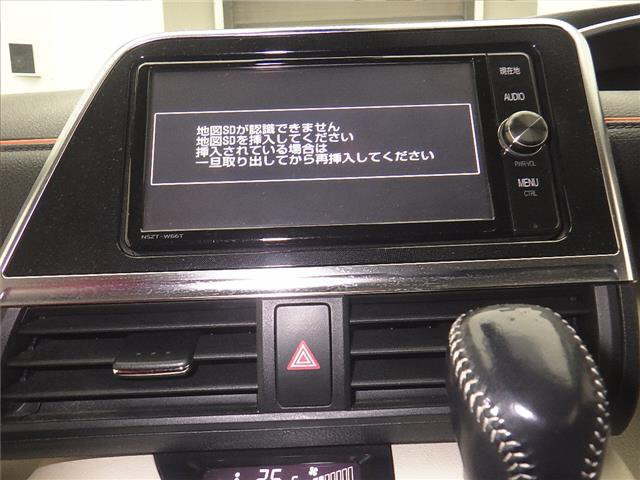 現在地
AUDIO
地図SDが認識できません
地図SDを挿入してください
挿入されている場合は
一旦取り出してから再挿入してください
PWR・VOL
MENU
CTRL
NSZT-W66T